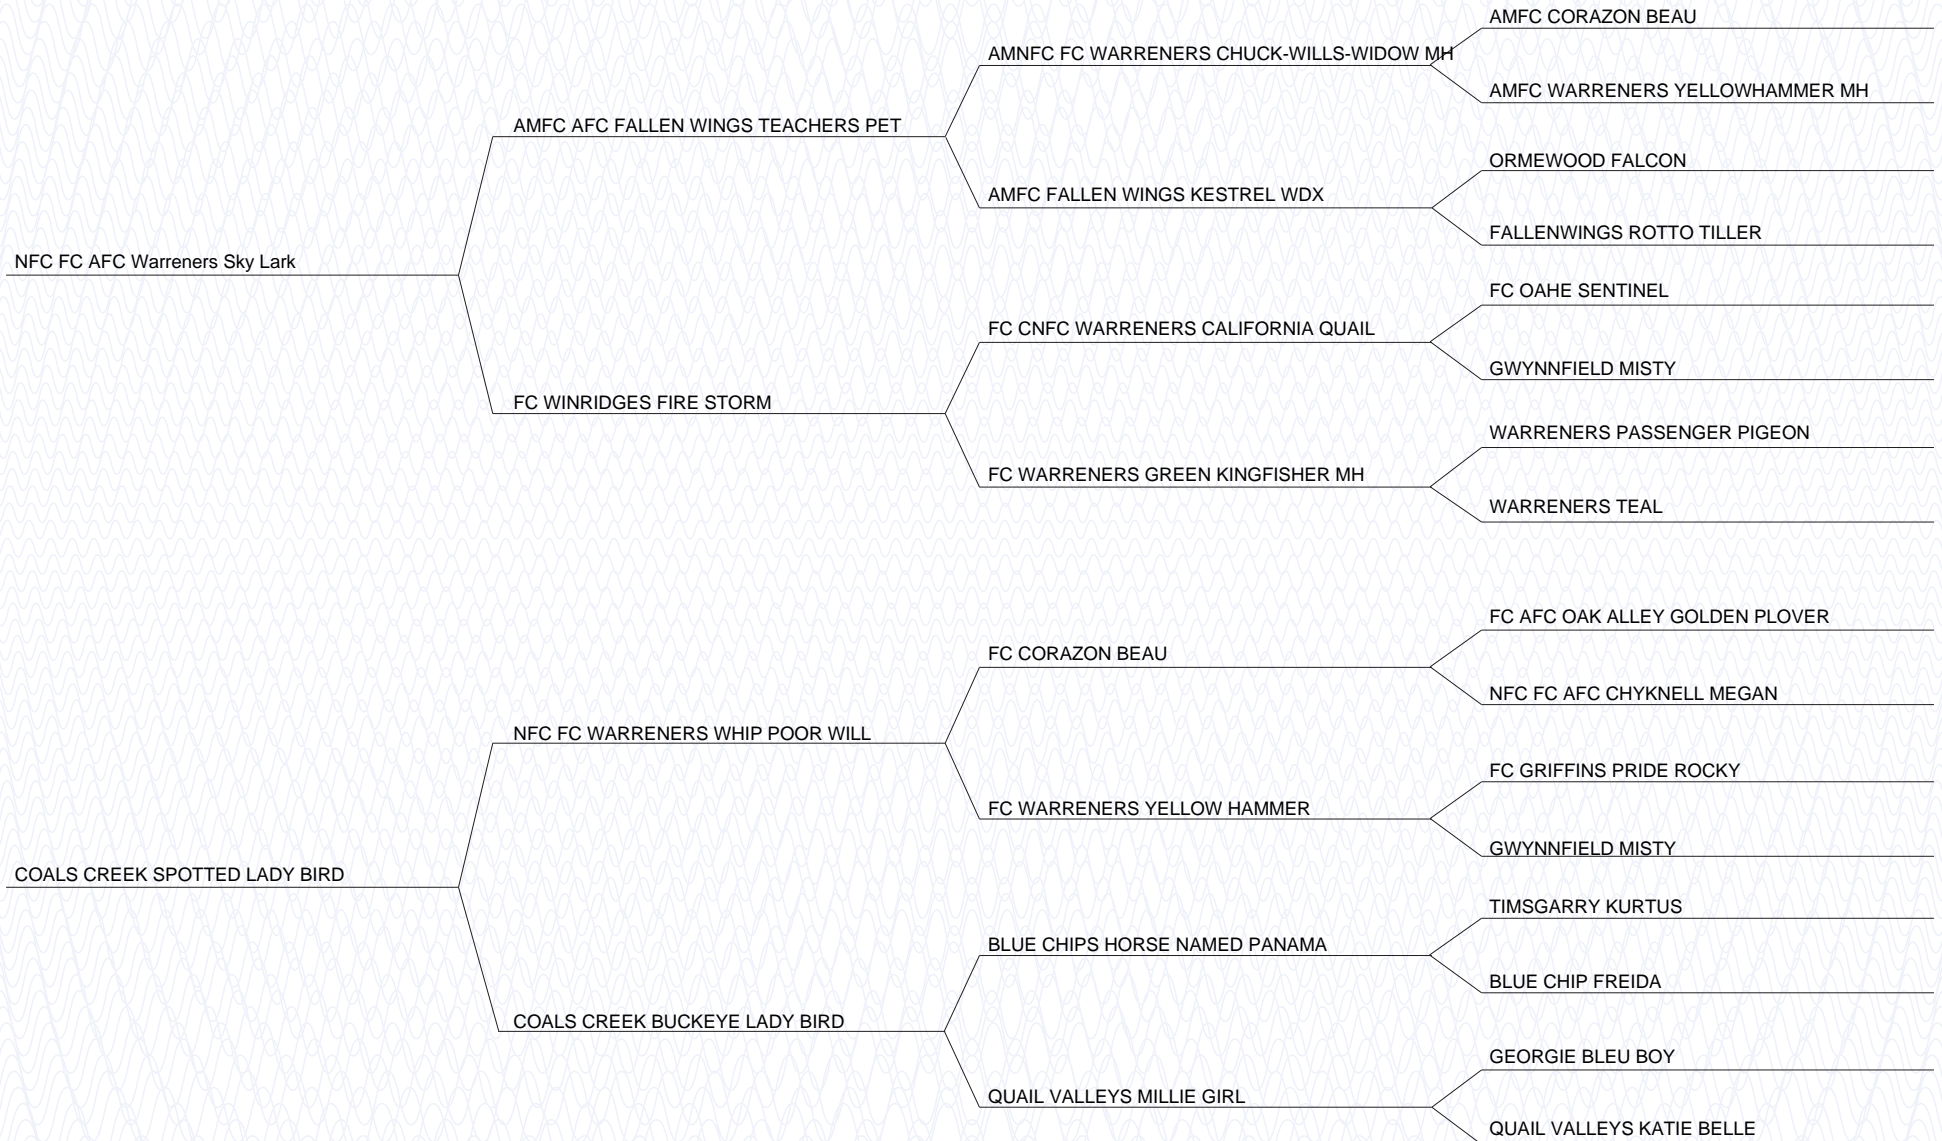 AMFC CORAZON BEAU
AMNFC FC WARRENERS CHUCK-WILLS-WIDOW MH
AMFC WARRENERS YELLOWHAMMER MH
AMFC AFC FALLEN WINGS TEACHERS PET
ORMEWOOD FALCON
AMFC FALLEN WINGS KESTREL WDX
FALLENWINGS ROTTO TILLER
NFC FC AFC Warreners Sky Lark
FC OAHE SENTINEL
FC CNFC WARRENERS CALIFORNIA QUAIL
GWYNNFIELD MISTY
FC WINRIDGES FIRE STORM
WARRENERS PASSENGER PIGEON
FC WARRENERS GREEN KINGFISHER MH
WARRENERS TEAL
FC AFC OAK ALLEY GOLDEN PLOVER
FC CORAZON BEAU
NFC FC AFC CHYKNELL MEGAN
NFC FC WARRENERS WHIP POOR WILL
FC GRIFFINS PRIDE ROCKY
FC WARRENERS YELLOW HAMMER
GWYNNFIELD MISTY
COALS CREEK SPOTTED LADY BIRD
TIMSGARRY KURTUS
BLUE CHIPS HORSE NAMED PANAMA
BLUE CHIP FREIDA
COALS CREEK BUCKEYE LADY BIRD
GEORGIE BLEU BOY
QUAIL VALLEYS MILLIE GIRL
QUAIL VALLEYS KATIE BELLE